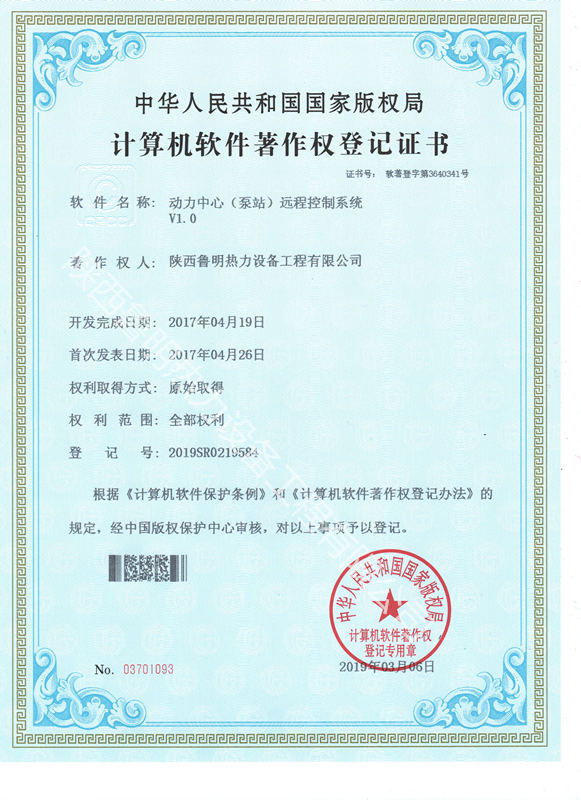 中华人民共和国国家版权局
计算机软件著作权登记证书
证书号： 软著登字第3640341号
软件名称： 动力中心（泵站）远程控制系统
V1.0
著作权人： 陕西鲁明热力设备工程有限公司
开发完成日期： 2017年04月19日
首次发表日期： 2017年04月26日
权利取得方式： 原始取得
权利范围： 全部权利
登记号： 2019SR0219584
根据《计算机软件保护条例》和《计算机软件著作权登记办法》的
规定，经中国版权保护中心审核，对以上事项予以登记。
中华人民共和国国家版权局
计算机软件著作权
登记专用章
2019年03月06日
No. 03701093
陕西鲁明热力设备工程有限公司